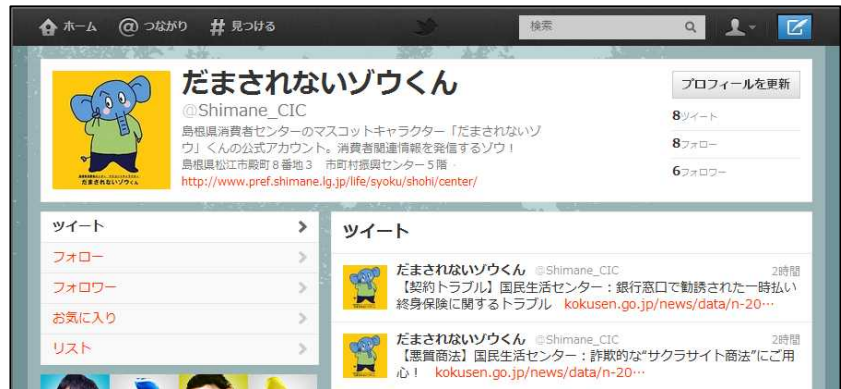 ホーム @ つながり # 見つける 検索
だまされないゾウくん
@Shimane_CIC
島根県消費者センターのマスコットキャラクター「だまされないゾ
ウ」くんの公式アカウント。消費者関連情報を発信するゾウ！
島根県松江市殿町８番地３ 市町村振興センター５階 ·
http://www.pref.shimane.lg.jp/life/syoku/shohi/center/
だまされないゾウくん
プロフィールを更新
8ツイート
8フォロー
6フォロワー
ツイート
フォロー
フォロワー
お気に入り
リスト
ツイート
だまされないゾウくん @Shimane_CIC 2時間
【契約トラブル】国民生活センター：銀行窓口で勧誘された一時払い
終身保険に関するトラブル kokusen.go.jp/news/data/n-20…
だまされないゾウくん @Shimane_CIC 2時間
【悪質商法】国民生活センター：詐欺的な“サクラサイト商法”にご用
心！ kokusen.go.jp/news/data/n-20…